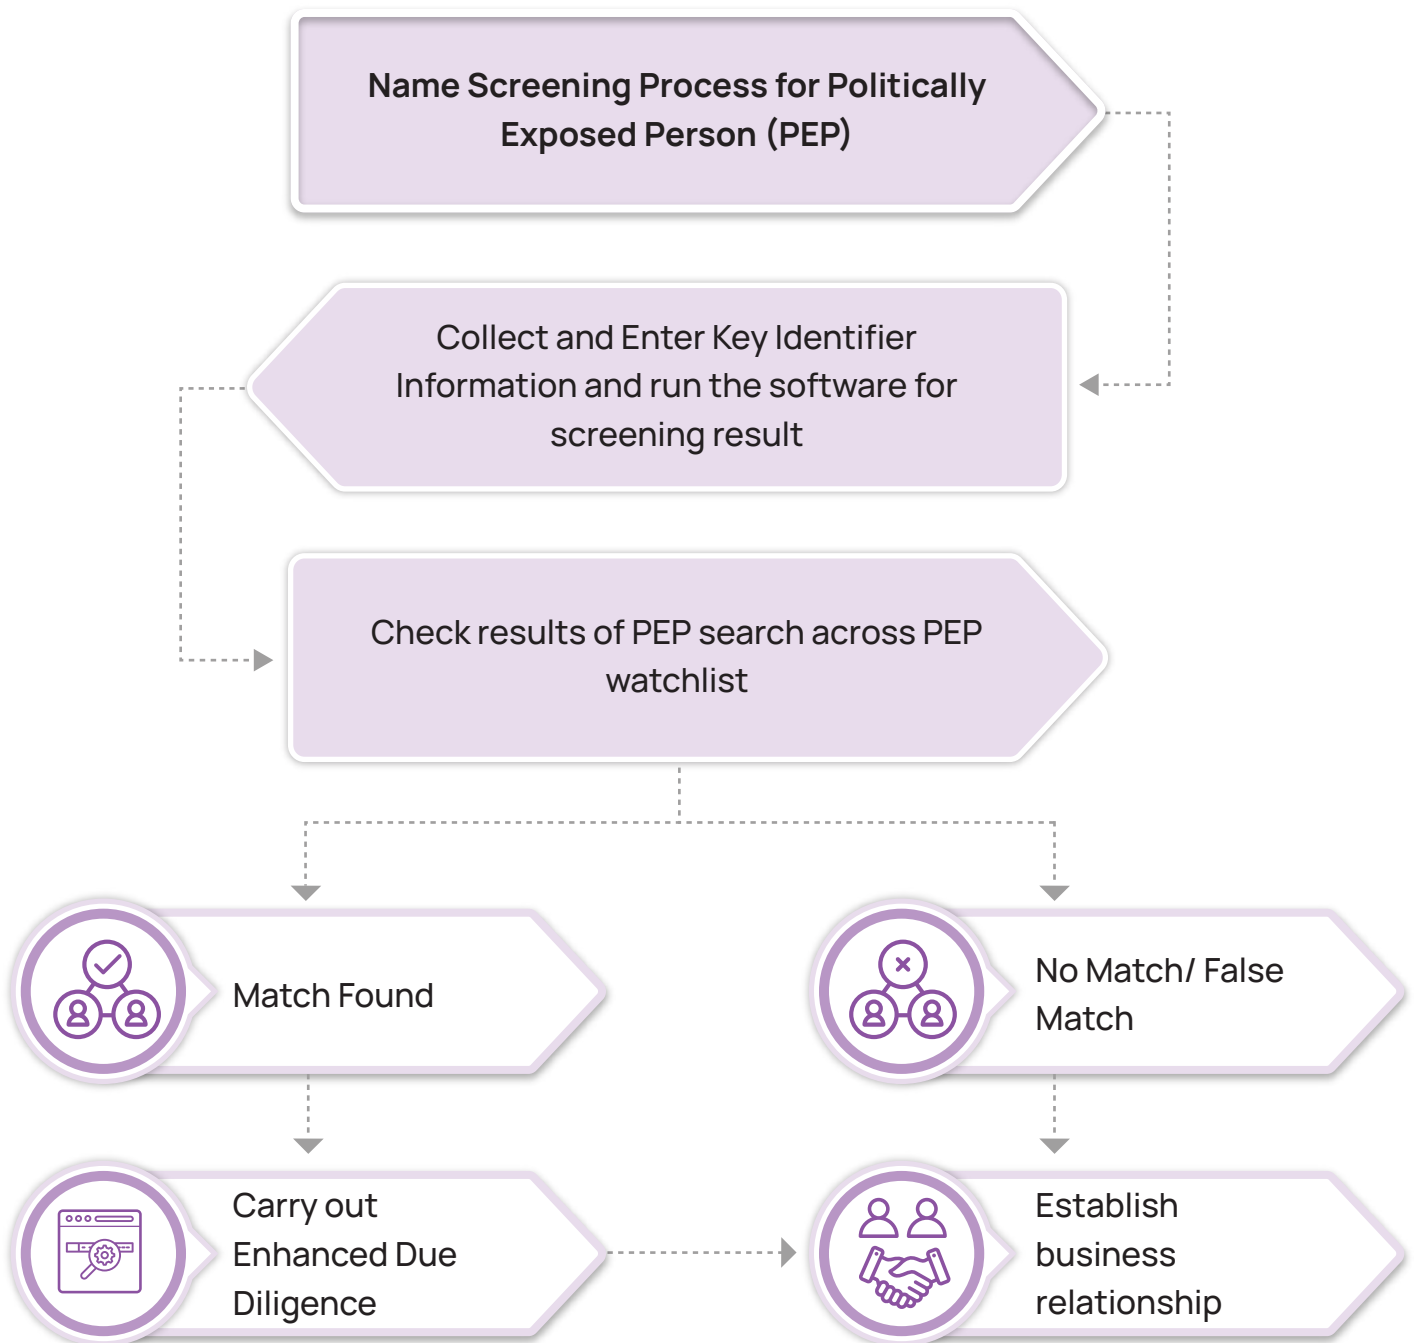 Name Screening Process for Politically
Exposed Person (PEP)
Collect and Enter Key Identifier
Information and run the software for
screening result
Check results of PEP search across PEP
watchlist
Match Found
No Match/ False
Match
Carry out
Enhanced Due
Diligence
Establish
business
relationship